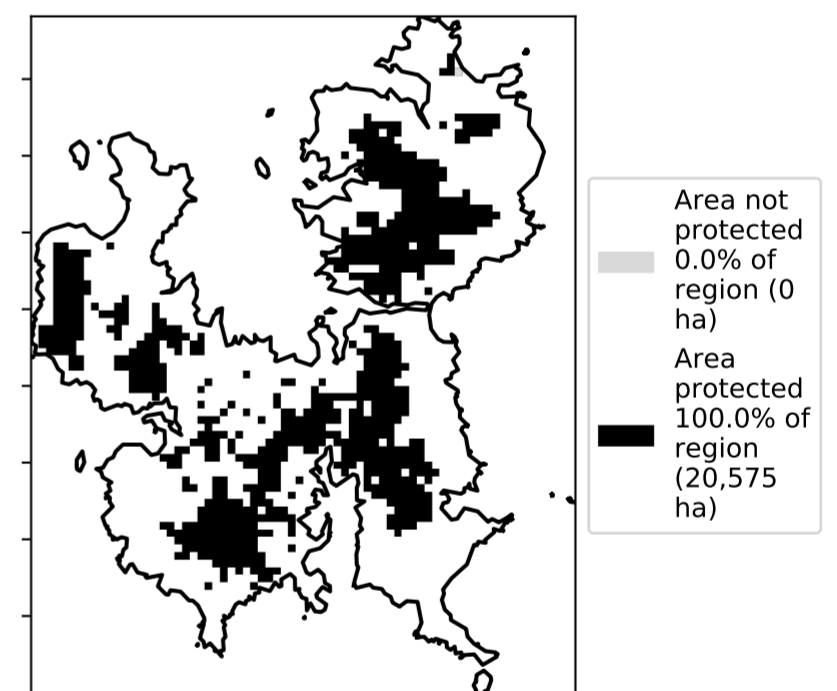 Area not
protected
0.0% of
region (0
ha)
Area
protected
100.0% of
region
(20,575
ha)